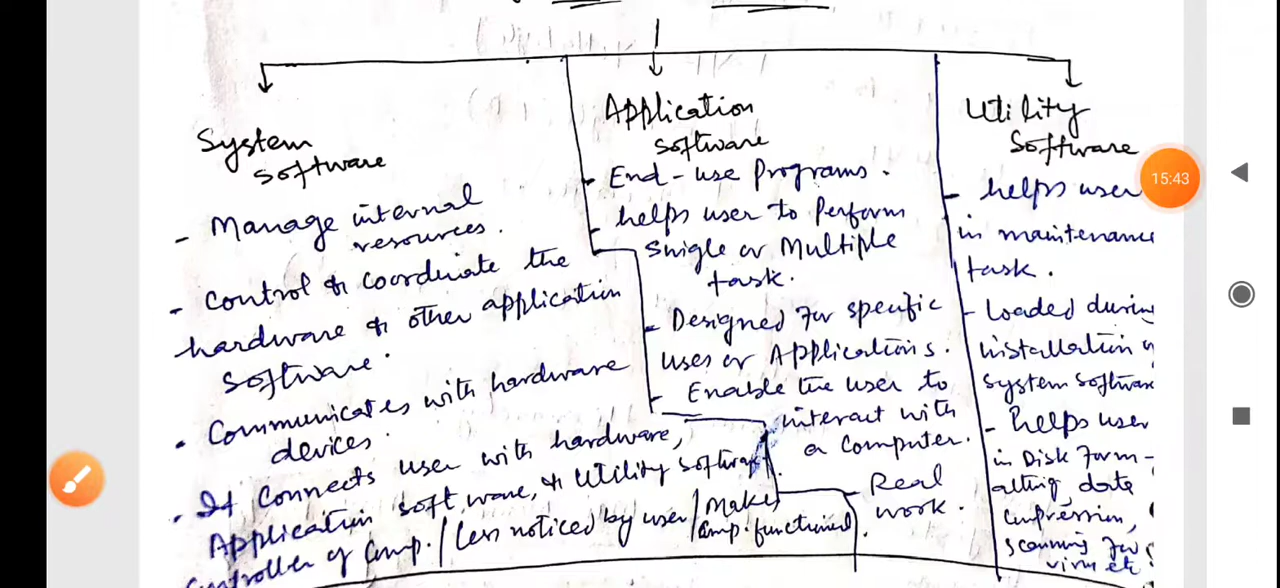 System
Software
- Manage internal
resources.
- Control & coordinate the
hardware & other application
software.
- Communicates with hardware
devices.
- It connects user with hardware,
Application software, & utility software.
Controller of comp. / Less noticed by user / Makes
comp. functional
Application
software
- End-use Programs.
- helps user to Perform
single or Multiple
task.
- Designed for specific
uses or Applications.
- Enable the user to
interact with
a computer.
- Real
work.
Utility
Software
- helps user
in maintenance
task.
- Loaded during
installation
system software
- helps user
in Disk Form-
atting, data
compression,
scanning for
virus etc
15:43